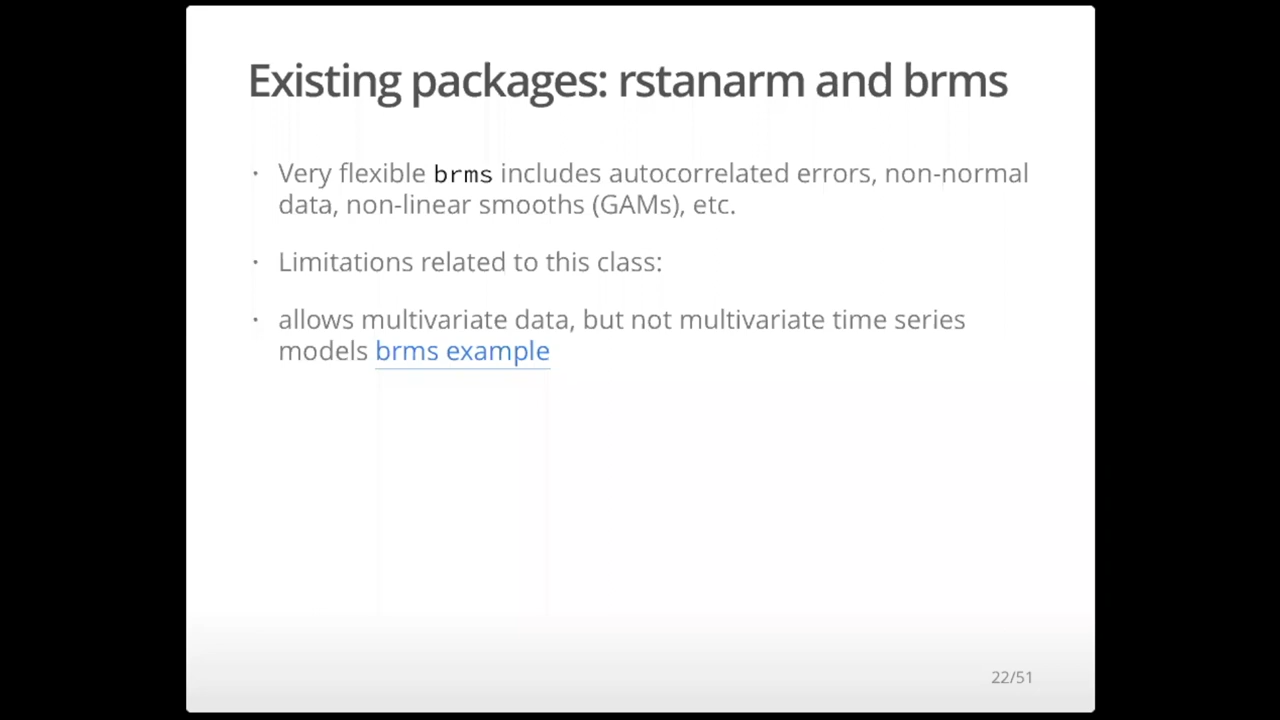 Existing packages: rstanarm and brms
· Very flexible brms includes autocorrelated errors, non-normal
data, non-linear smooths (GAMs), etc.
· Limitations related to this class:
· allows multivariate data, but not multivariate time series
models brms example
22/51